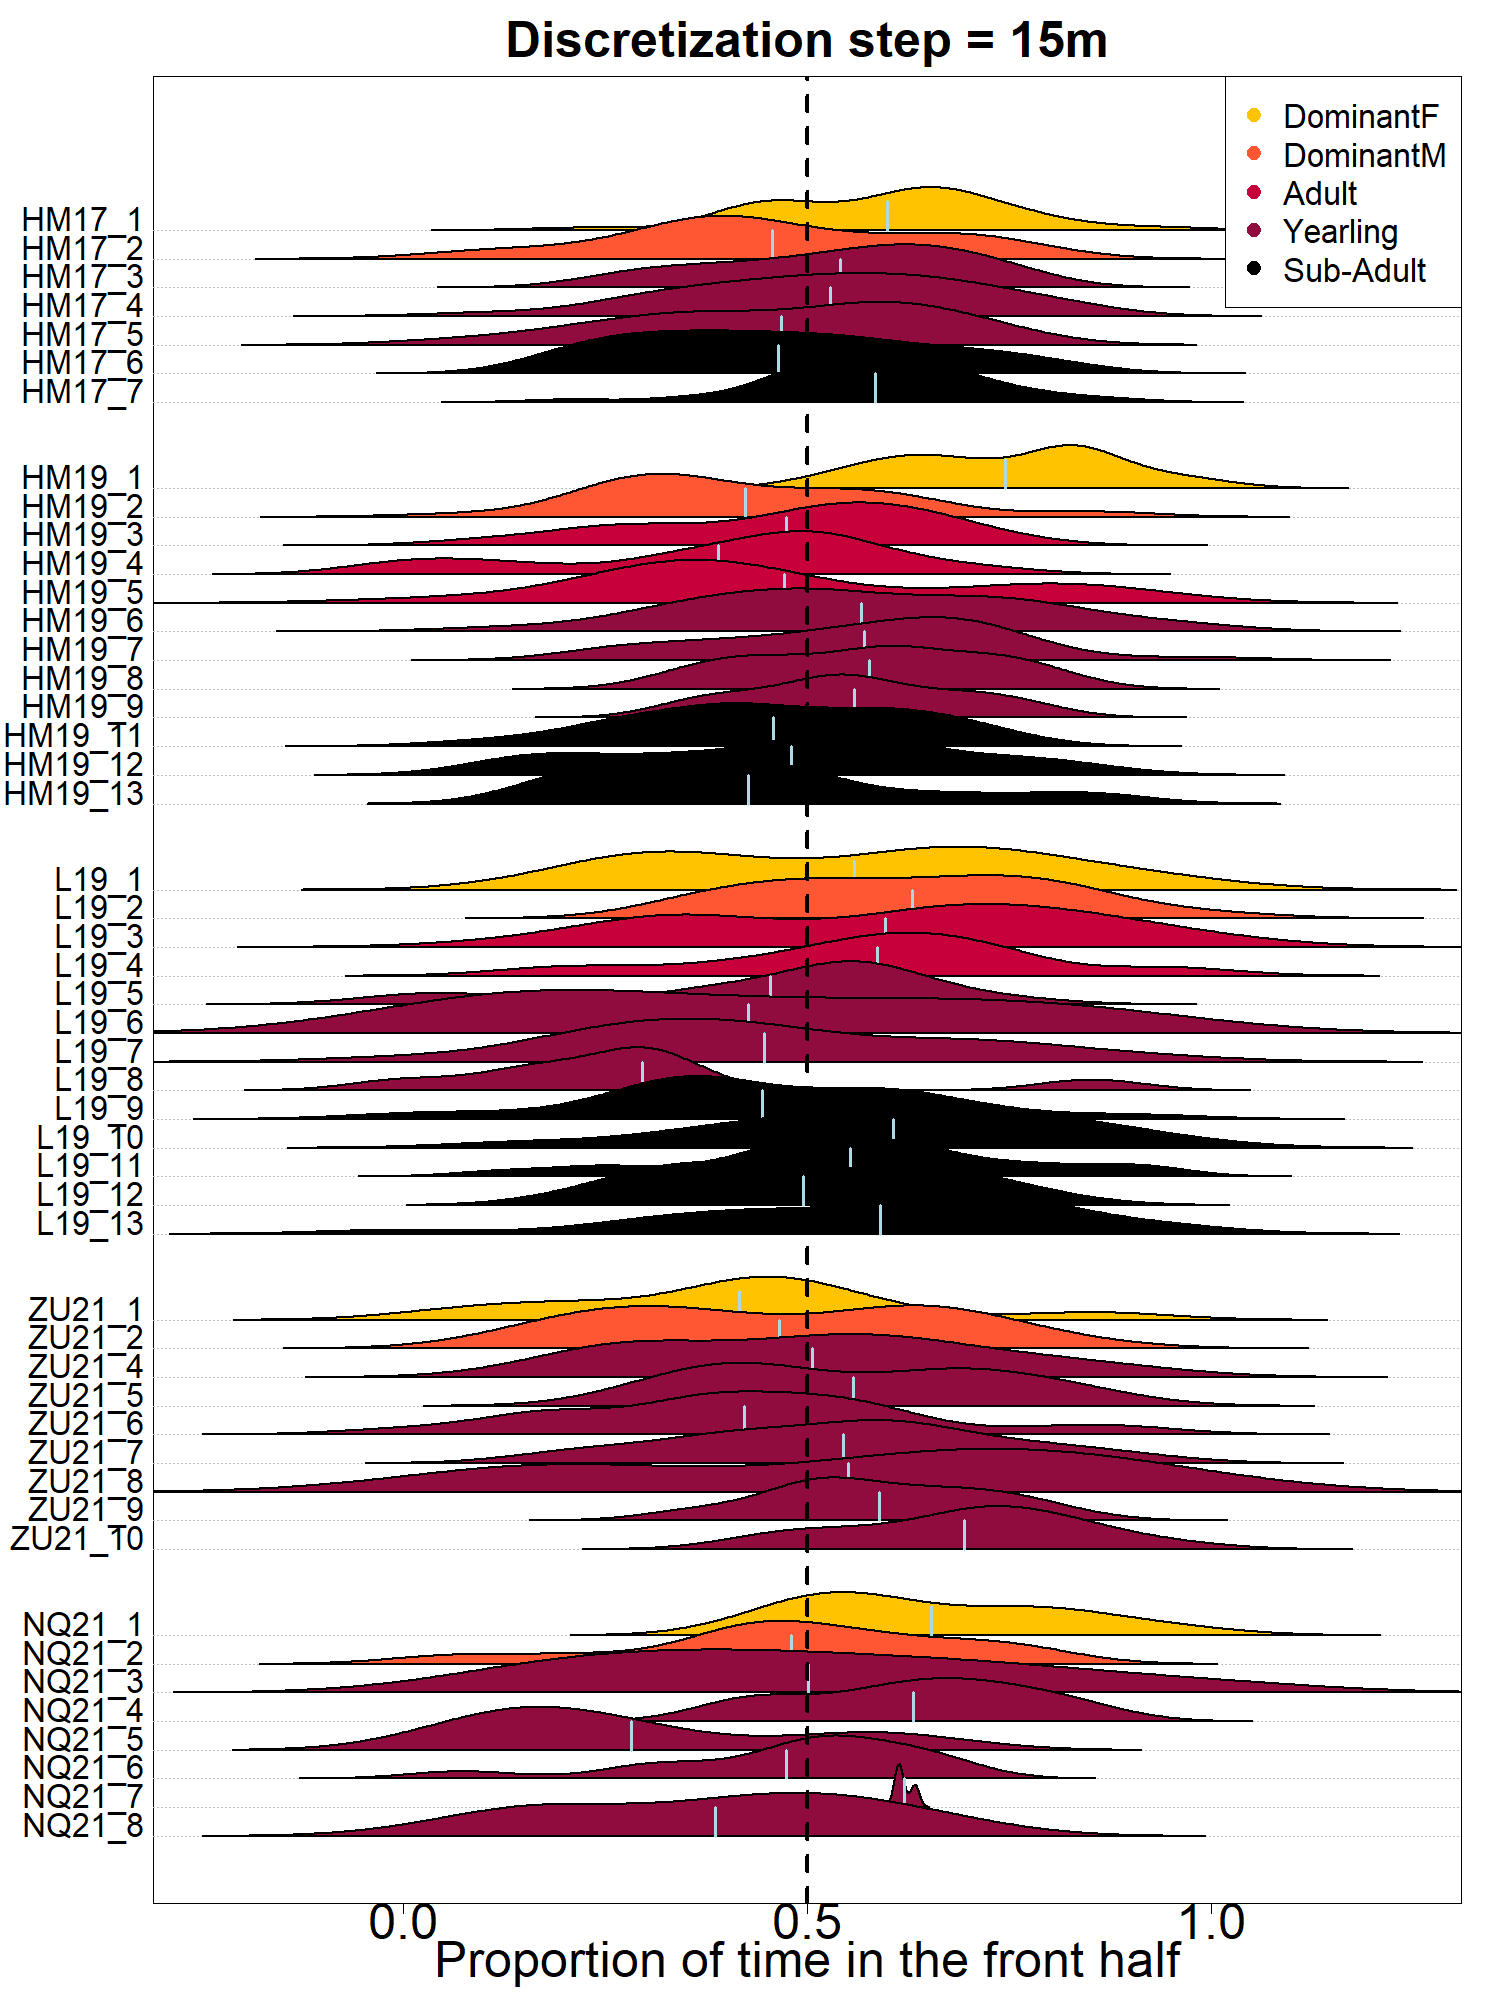 Discretization step = 15m
DominantF
DominantM
Adult
Yearling
Sub-Adult
HM17_1
HM17_2
HM17_3
HM17_4
HM17_5
HM17_6
HM17_7
HM19_1
HM19_2
HM19_3
HM19_4
HM19_5
HM19_6
HM19_7
HM19_8
HM19_9
HM19_11
HM19_12
HM19_13
L19_1
L19_2
L19_3
L19_4
L19_5
L19_6
L19_7
L19_8
L19_9
L19_10
L19_11
L19_12
L19_13
ZU21_1
ZU21_2
ZU21_4
ZU21_5
ZU21_6
ZU21_7
ZU21_8
ZU21_9
ZU21_10
NQ21_1
NQ21_2
NQ21_3
NQ21_4
NQ21_5
NQ21_6
NQ21_7
NQ21_8
0.0 0.5 1.0
Proportion of time in the front half